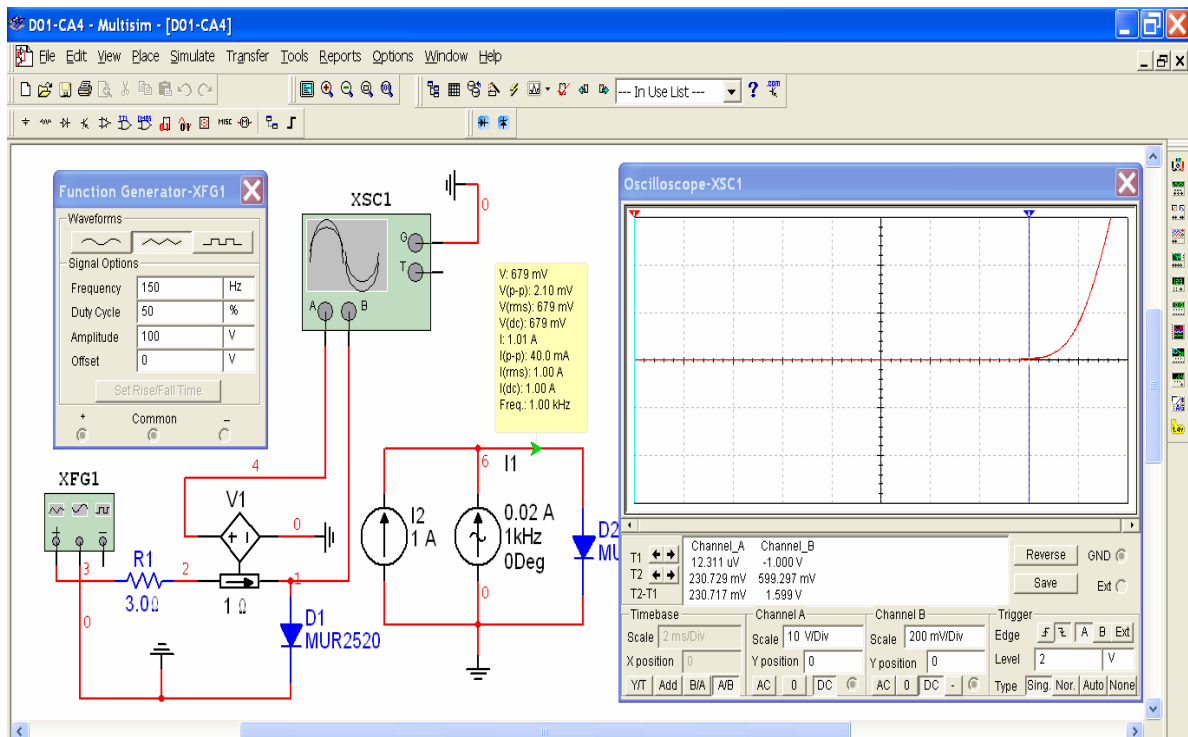 D01-CA4 - Multisim - [D01-CA4]
File Edit View Place Simulate Transfer Tools Reports Options Window Help
--- In Use List ---
MISC
Function Generator-XFG1
Waveforms
Signal Options
Frequency 150 Hz
Duty Cycle 50 %
Amplitude 100 V
Offset 0 V
Set Rise/Fall Time
+ Common −
XSC1
G
T
A B
0
V: 679 mV
V(p-p): 2.10 mV
V(rms): 679 mV
V(dc): 679 mV
I: 1.01 A
I(p-p): 40.0 mA
I(rms): 1.00 A
I(dc): 1.00 A
Freq.: 1.00 kHz
4
XFG1
V1
+ −
0
3
R1
3.0Ω
2
1 Ω
1
0
D1
MUR2520
6
I1
I2
1 A
0.02 A
1kHz
0Deg
0
D2
MU
Oscilloscope-XSC1
1 2
Channel_A Channel_B
T1 12.311 uV -1.000 V
T2 230.729 mV 599.297 mV
T2-T1 230.717 mV 1.599 V
Reverse
Save
GND
Ext
Timebase
Scale 2 ms/Div
X position 0
Y/T Add B/A A/B
Channel A
Scale 10 V/Div
Y position 0
AC 0 DC
Channel B
Scale 200 mV/Div
Y position 0
AC 0 DC -
Trigger
Edge A B Ext
Level 2 V
Type Sing. Nor. Auto None